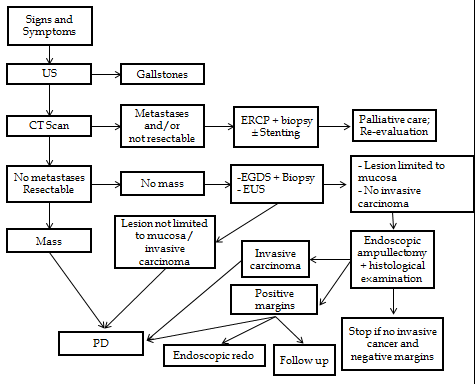 Signs and
Symptoms
US
Gallstones
CT Scan
Metastases
and/or
not resectable
ERCP + biopsy
± Stenting
Palliative care;
Re-evaluation
No metastases
Resectable
No mass
-EGDS + Biopsy
- EUS
- Lesion limited to
mucosa
- No invasive
carcinoma
Mass
Lesion not limited
to mucosa /
invasive
carcinoma
Invasive
carcinoma
Endoscopic
ampullectomy
+ histological
examination
Positive
margins
PD
Endoscopic redo
Follow up
Stop if no invasive
cancer and
negative margins